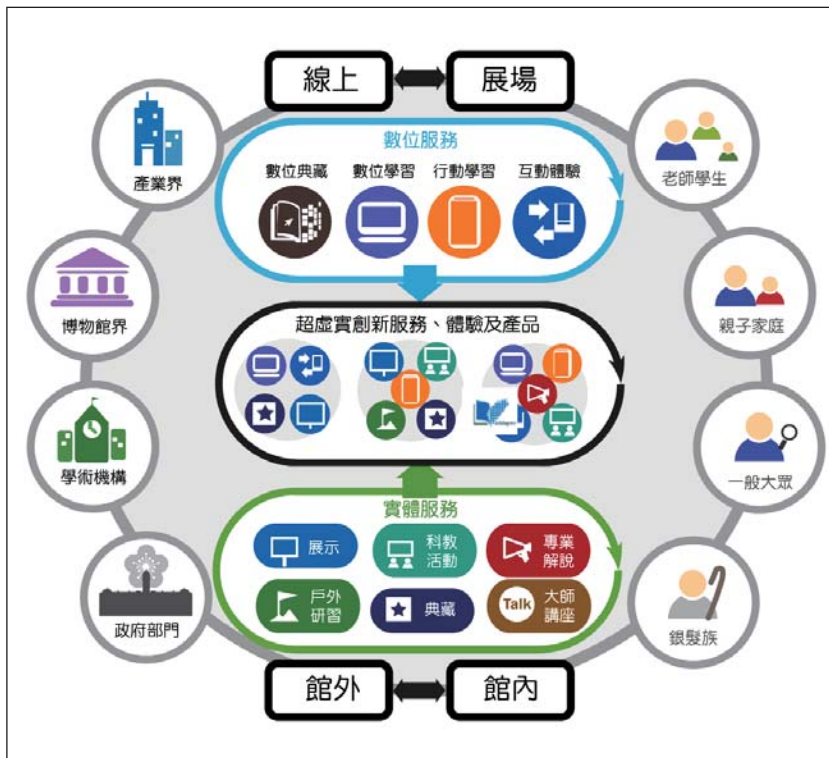 線上
展場
數位服務
數位典藏
數位學習
行動學習
互動體驗
產業界
老師學生
博物館界
親子家庭
超虛實創新服務、體驗及產品
學術機構
一般大眾
實體服務
展示
科教
活動
專業
解說
戶外
研習
典藏
Talk
大師
講座
政府部門
銀髮族
館外
館內